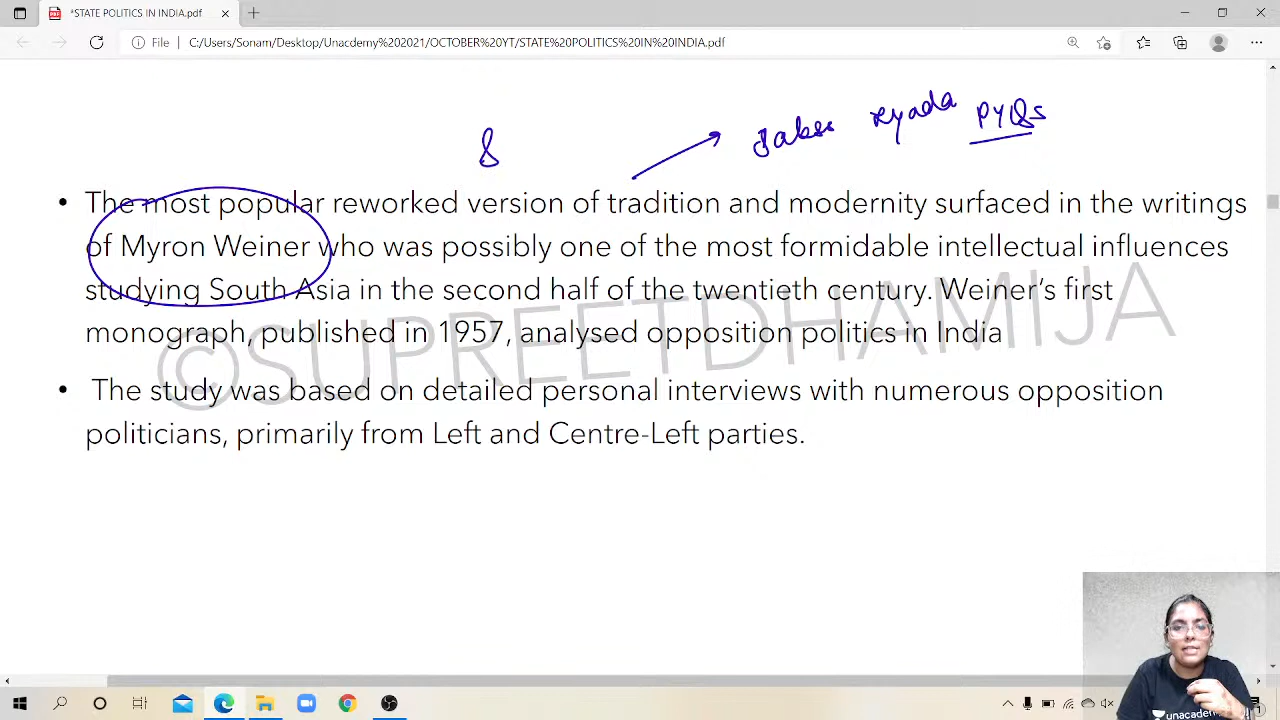 *STATE POLITICS IN INDIA.pdf
File C:/Users/Sonam/Desktop/Unacdemy%202021/OCTOBER%20YT/STATE%20POLITICS%20IN%20INDIA.pdf
8
PYQs
• The most popular reworked version of tradition and modernity surfaced in the writings
of Myron Weiner who was possibly one of the most formidable intellectual influences
studying South Asia in the second half of the twentieth century. Weiner’s first
monograph, published in 1957, analysed opposition politics in India
• The study was based on detailed personal interviews with numerous opposition
politicians, primarily from Left and Centre-Left parties.
©SUPREETDHAMIJA
unacademy